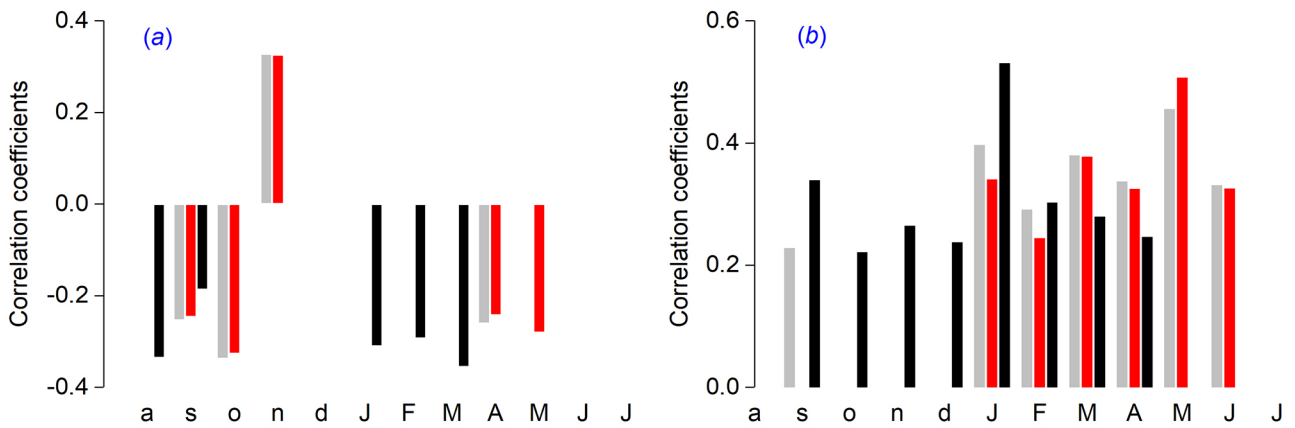 (a)
Correlation coefficients
0.4
0.2
0.0
-0.2
-0.4
a s o n d J F M A M J J
(b)
Correlation coefficients
0.6
0.4
0.2
0.0
a s o n d J F M A M J J